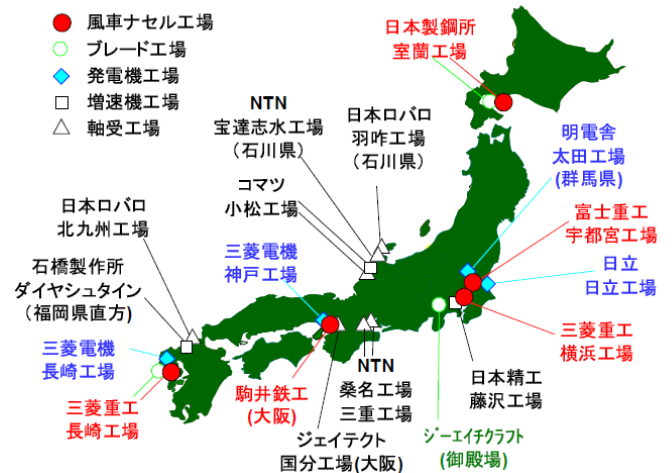 風車ナセル工場
ブレード工場
発電機工場
増速機工場
軸受工場
日本製鋼所
室蘭工場
NTN
宝達志水工場
（石川県）
日本ロバロ
羽咋工場
（石川県）
明電舎
太田工場
(群馬県)
コマツ
小松工場
日本ロバロ
北九州工場
富士重工
宇都宮工場
三菱電機
神戸工場
石橋製作所
ダイヤシュタイン
（福岡県直方）
日立
日立工場
三菱電機
長崎工場
三菱重工
横浜工場
三菱重工
長崎工場
駒井鉄工
(大阪)
NTN
桑名工場
三重工場
日本精工
藤沢工場
ジェイテクト
国分工場(大阪)
ジーエイチクラフト
(御殿場)